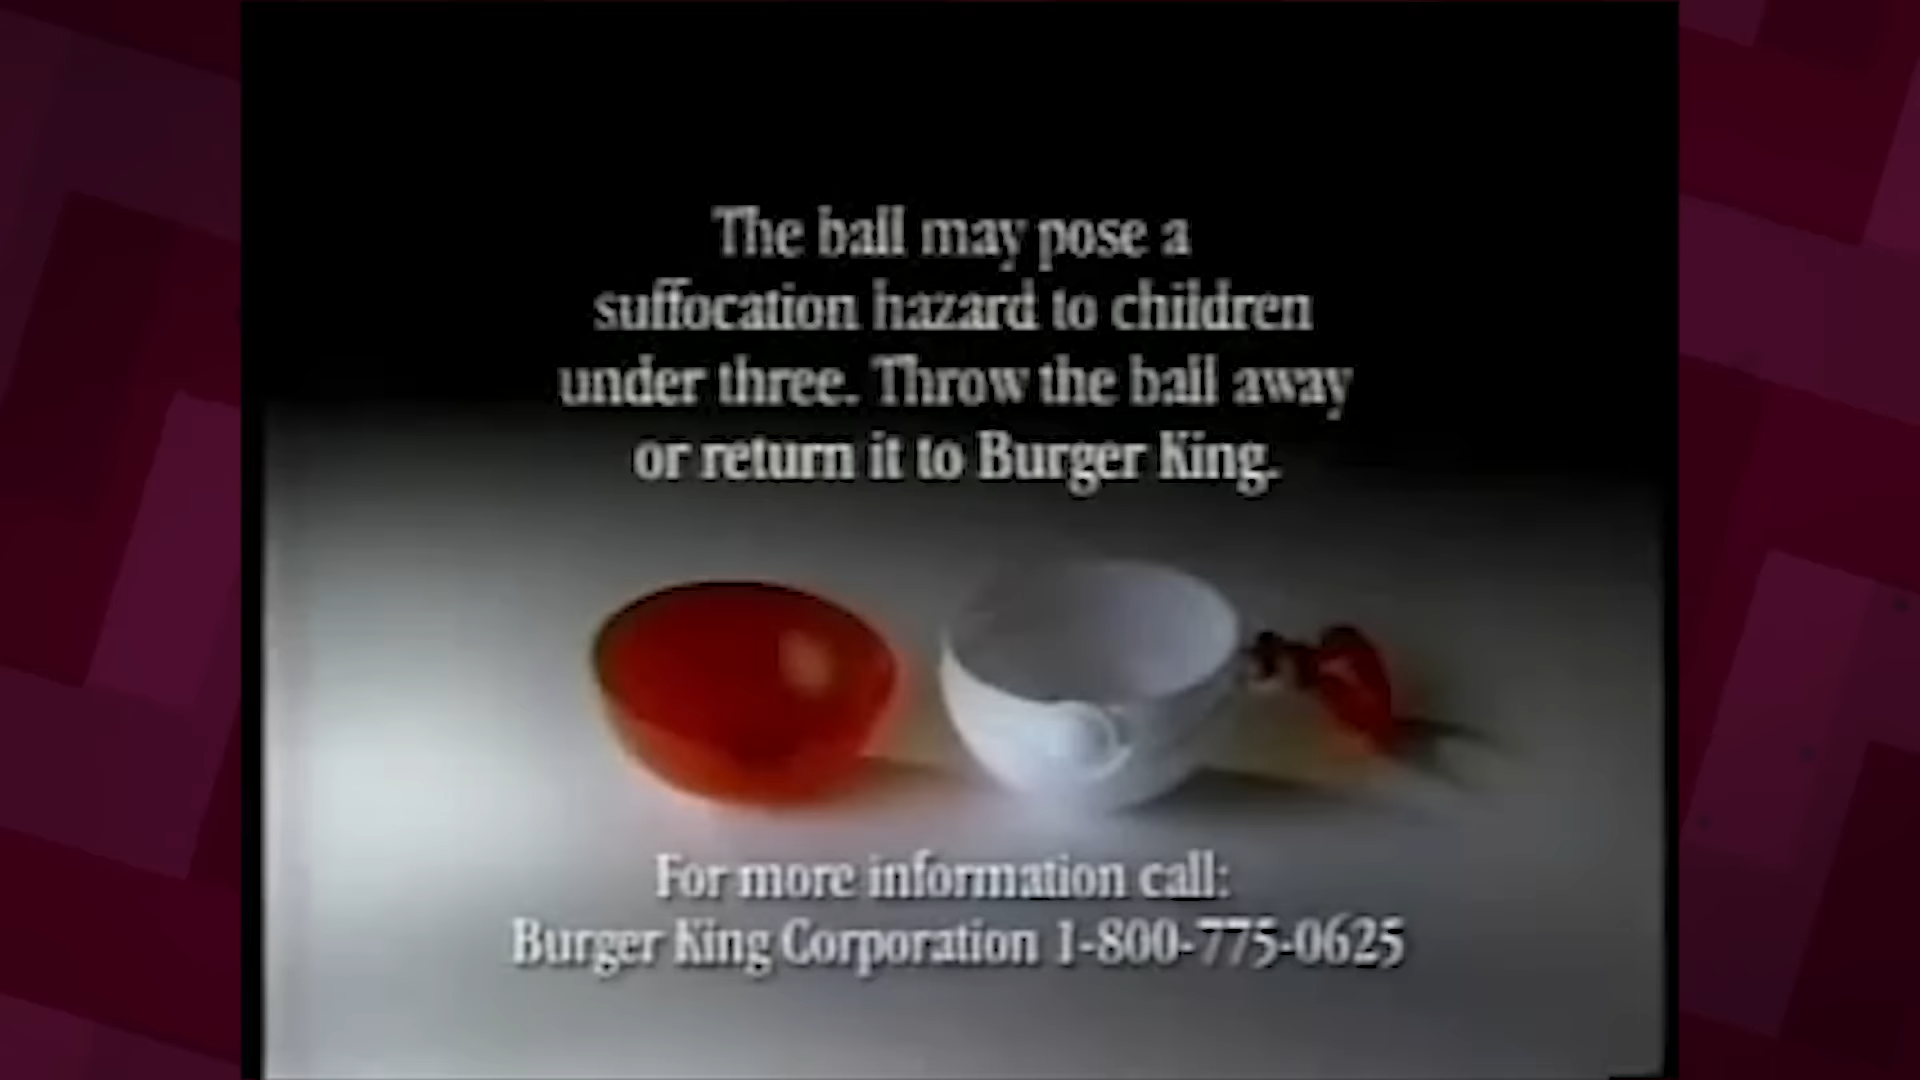 The ball may pose a
suffocation hazard to children
under three. Throw the ball away
or return it to Burger King.
For more information call:
Burger King Corporation 1-800-775-0625